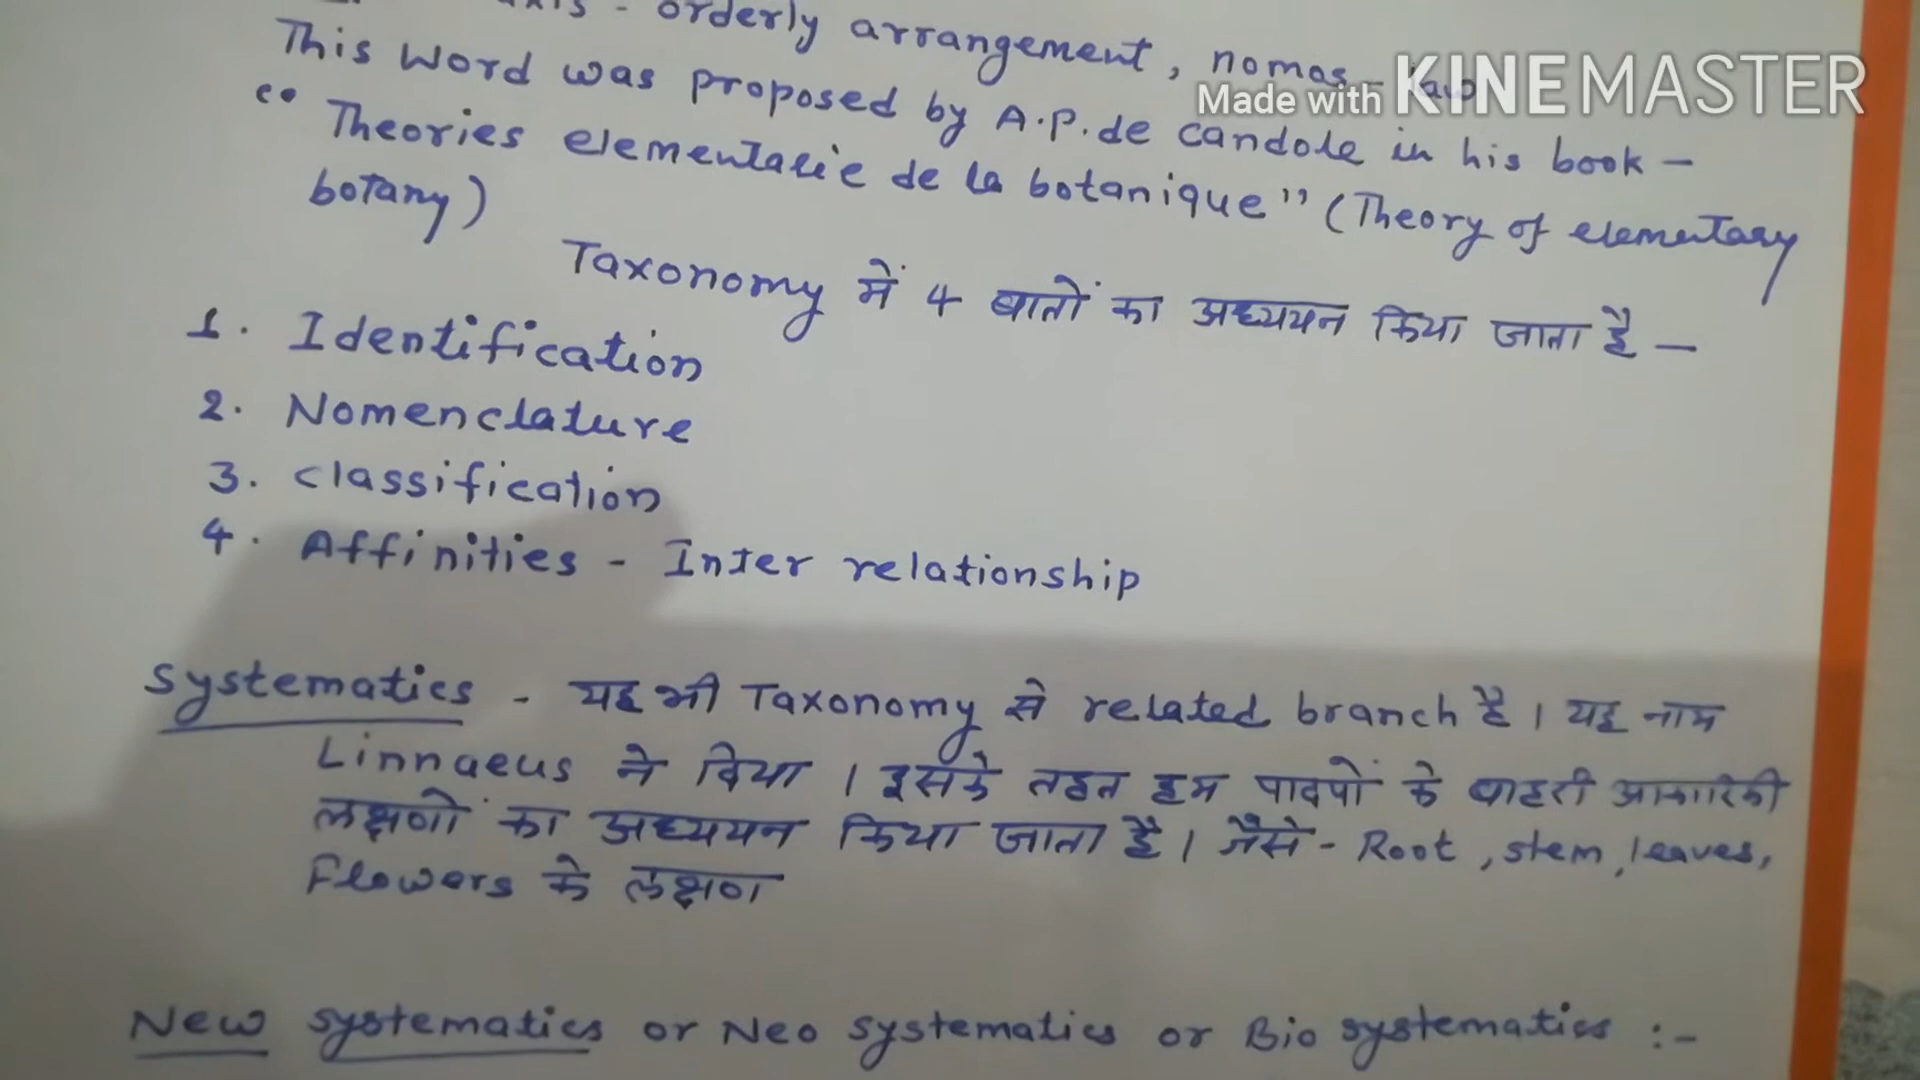 - orderly arrangement, nomos - law
This word was proposed by A.P. de candole in his book -
"Theories elementarie de la botanique" (Theory of elementary
botany)
Taxonomy में 4 बातों का अध्ययन किया जाता है -
1. Identification
2. Nomenclature
3. classification
4. Affinities - Inter relationship
Systematics - यह भी Taxonomy से related branch है। यह नाम
Linnaeus ने दिया। इसके तहत हम पादपों के बाहरी आकारिकी
लक्षणों का अध्ययन किया जाता है। जैसे - Root, stem, leaves,
Flowers के लक्षण
New systematics or Neo systematics or Bio systematics :-
Made with KINEMASTER